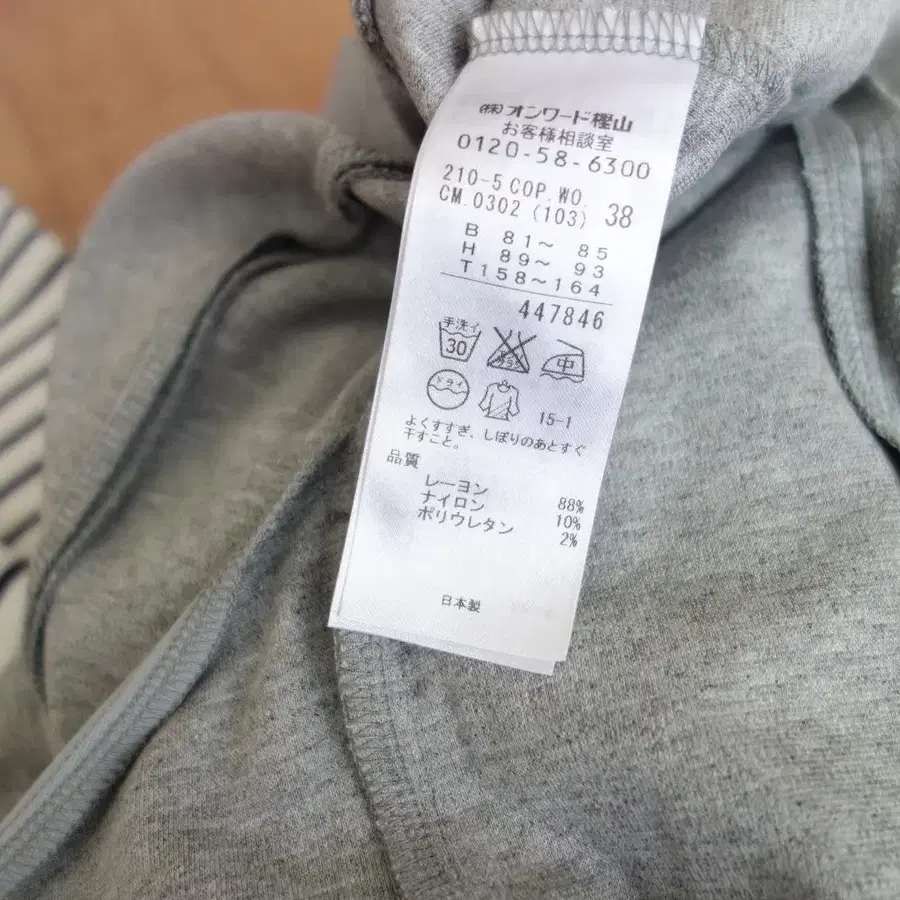 ㈱オンワード樫山
お客様相談室
0120-58-6300
210-5 COP.WO.
CM.0302 (103) 38
B 81～ 85
H 89～ 93
T158～164
447846
手洗イ
30
中
ドライ
15-1
よくすすぎ、しぼりのあとすぐ
干すこと。
品質
レーヨン 88%
ナイロン 10%
ポリウレタン 2%
日本製